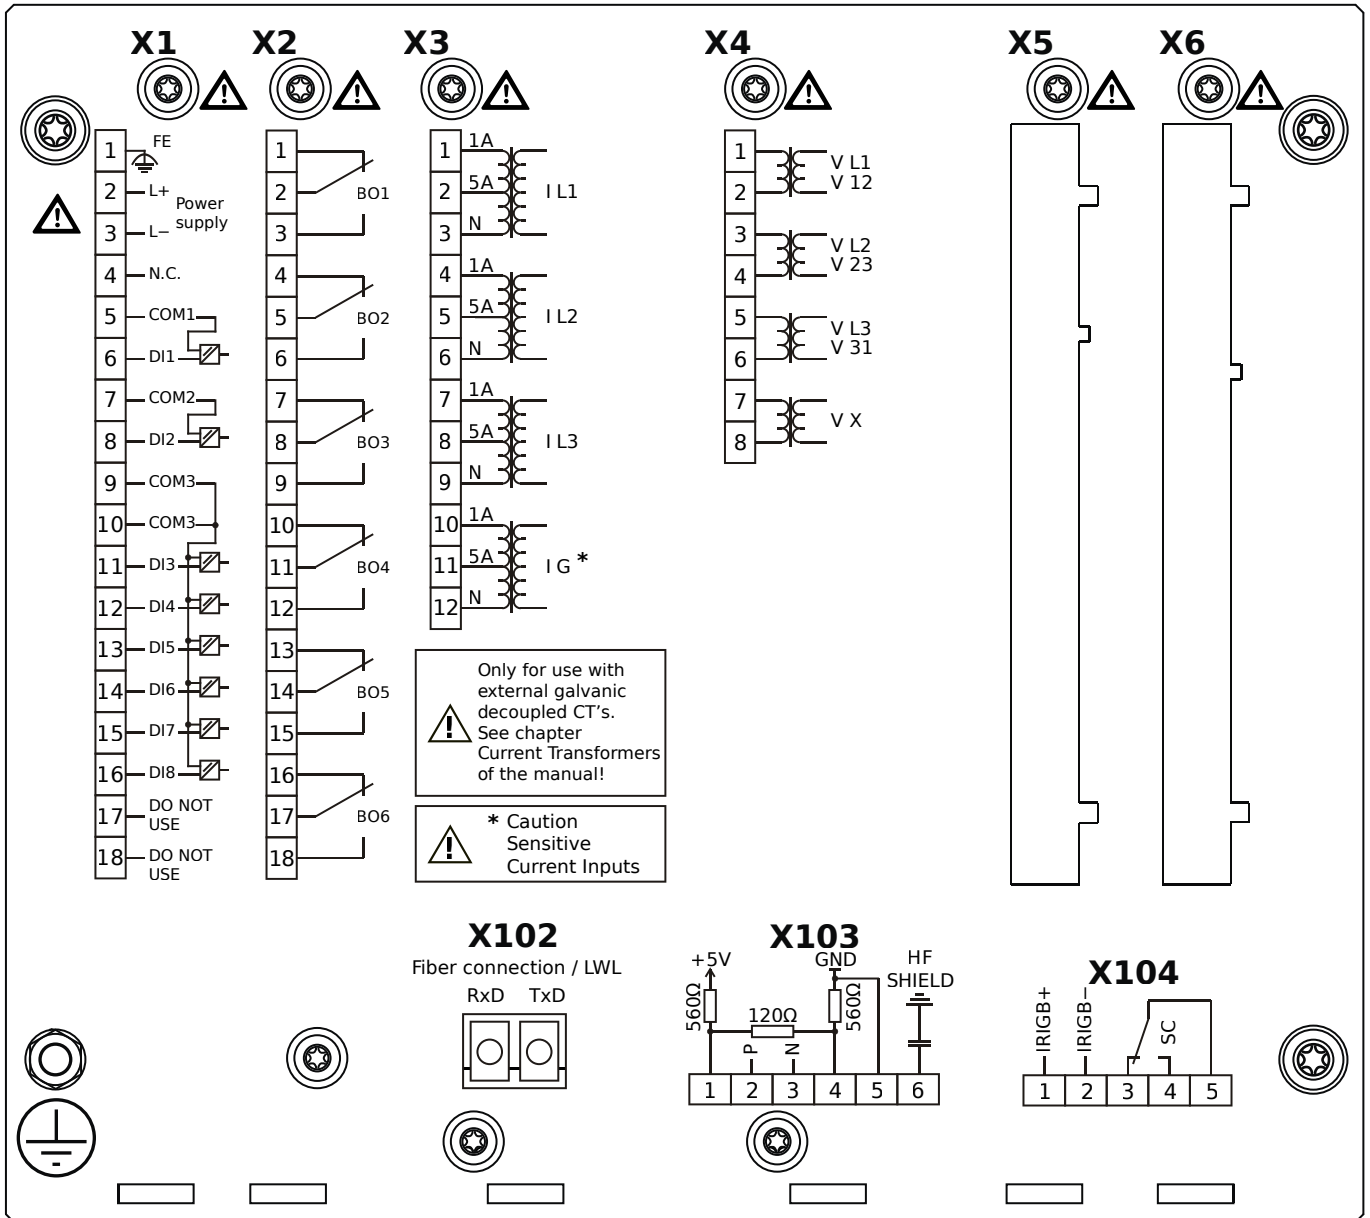 X1 X2 X3 X4 X5 X6
1 FE
2 L+
Power
supply
3 L−
4 N.C.
5 COM1
6 DI1
7 COM2
8 DI2
9 COM3
10 COM3
11 DI3
12 DI4
13 DI5
14 DI6
15 DI7
16 DI8
17 DO NOT
USE
18 DO NOT
USE
1
2 BO1
3
4
5 BO2
6
7
8 BO3
9
10
11 BO4
12
13
14 BO5
15
16
17 BO6
18
1 1A
2 5A I L1
3 N
4 1A
5 5A I L2
6 N
7 1A
8 5A I L3
9 N
10 1A
11 5A I G *
12 N
Only for use with
external galvanic
decoupled CT's.
See chapter
Current Transformers
of the manual!
* Caution
Sensitive
Current Inputs
1 V L1
2 V 12
3 V L2
4 V 23
5 V L3
6 V 31
7 V X
8
X102
Fiber connection / LWL
RxD TxD
X103
+5V GND HF
SHIELD
560Ω 120Ω 560Ω
P N
1 2 3 4 5 6
X104
IRIGB+ IRIGB− SC
1 2 3 4 5